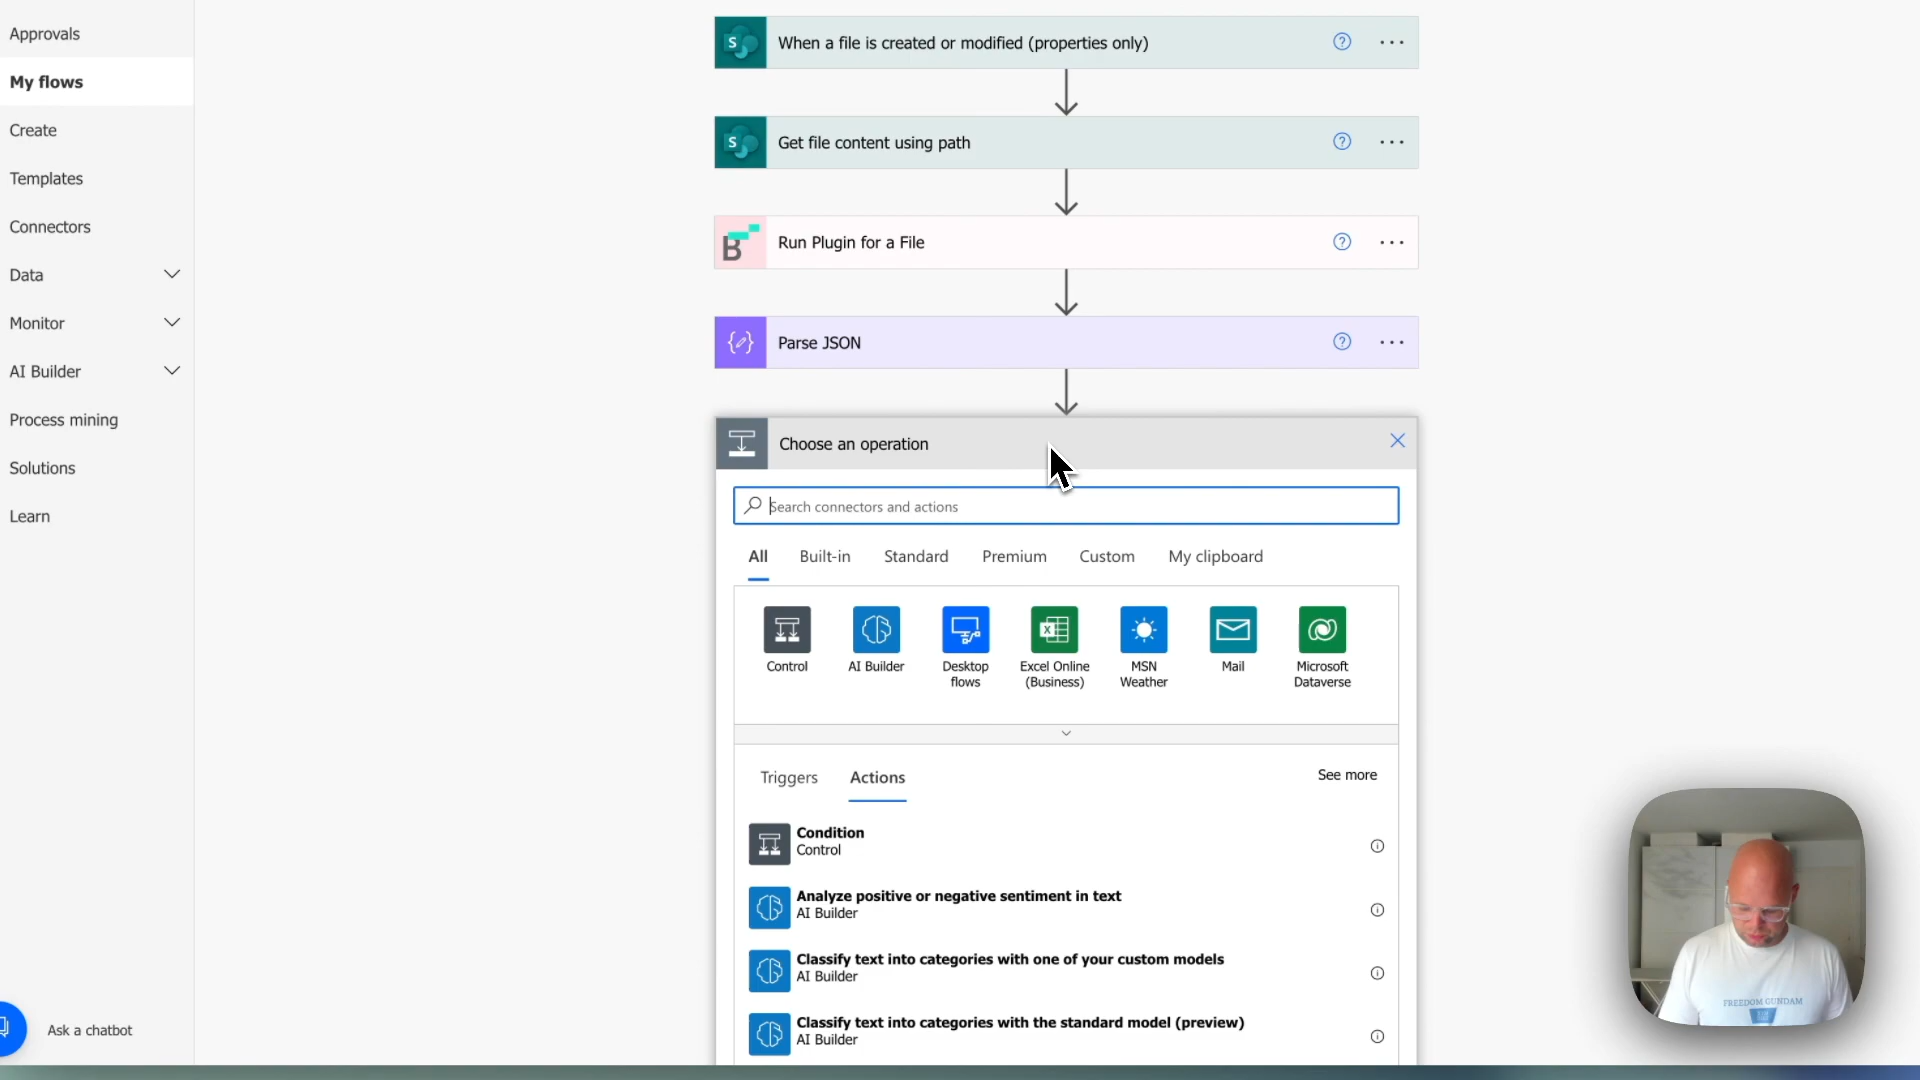 Approvals
My flows
Create
Templates
Connectors
Data
Monitor
AI Builder
Process mining
Solutions
Learn
Ask a chatbot
S
When a file is created or modified (properties only)
S
Get file content using path
B
Run Plugin for a File
Parse JSON
Choose an operation
Search connectors and actions
All Built-in Standard Premium Custom My clipboard
Control
AI Builder
Desktop
flows
Excel Online
(Business)
MSN
Weather
Mail
Microsoft
Dataverse
Triggers Actions See more
Condition
Control
Analyze positive or negative sentiment in text
AI Builder
Classify text into categories with one of your custom models
AI Builder
Classify text into categories with the standard model (preview)
AI Builder
FREEDOM GUNDAM